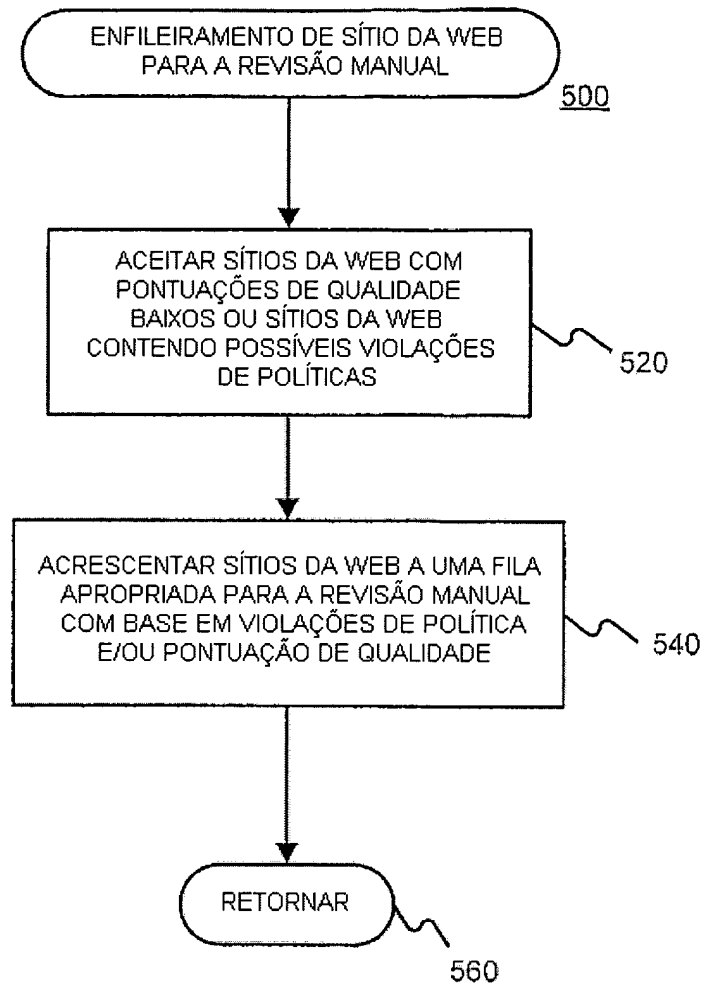 ENFILEIRAMENTO DE SÍTIO DA WEB
PARA A REVISÃO MANUAL
500
ACEITAR SÍTIOS DA WEB COM
PONTUAÇÕES DE QUALIDADE
BAIXOS OU SÍTIOS DA WEB
CONTENDO POSSÍVEIS VIOLAÇÕES
DE POLÍTICAS
520
ACRESCENTAR SÍTIOS DA WEB A UMA FILA
APROPRIADA PARA A REVISÃO MANUAL
COM BASE EM VIOLAÇÕES DE POLÍTICA
E/OU PONTUAÇÃO DE QUALIDADE
540
RETORNAR
560